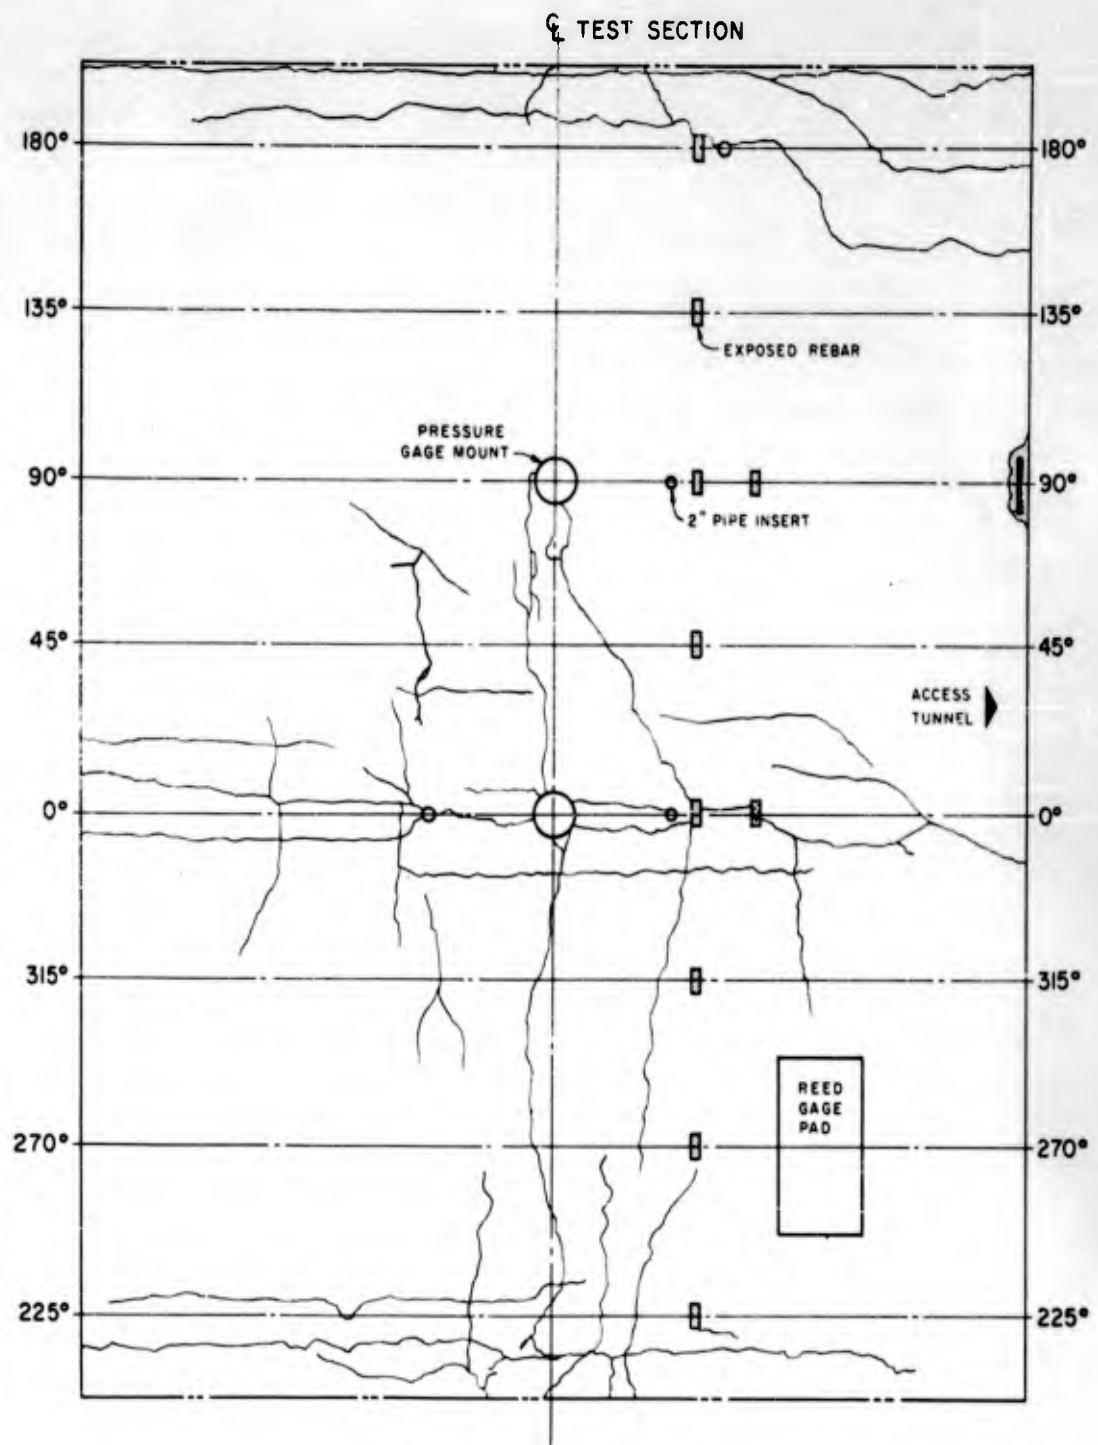 ℄ TEST SECTION
180° 180°
135° 135°
EXPOSED REBAR
PRESSURE
GAGE MOUNT
90° 90°
2" PIPE INSERT
45° 45°
ACCESS
TUNNEL
0° 0°
315° 315°
REED
GAGE
PAD
270° 270°
225° 225°